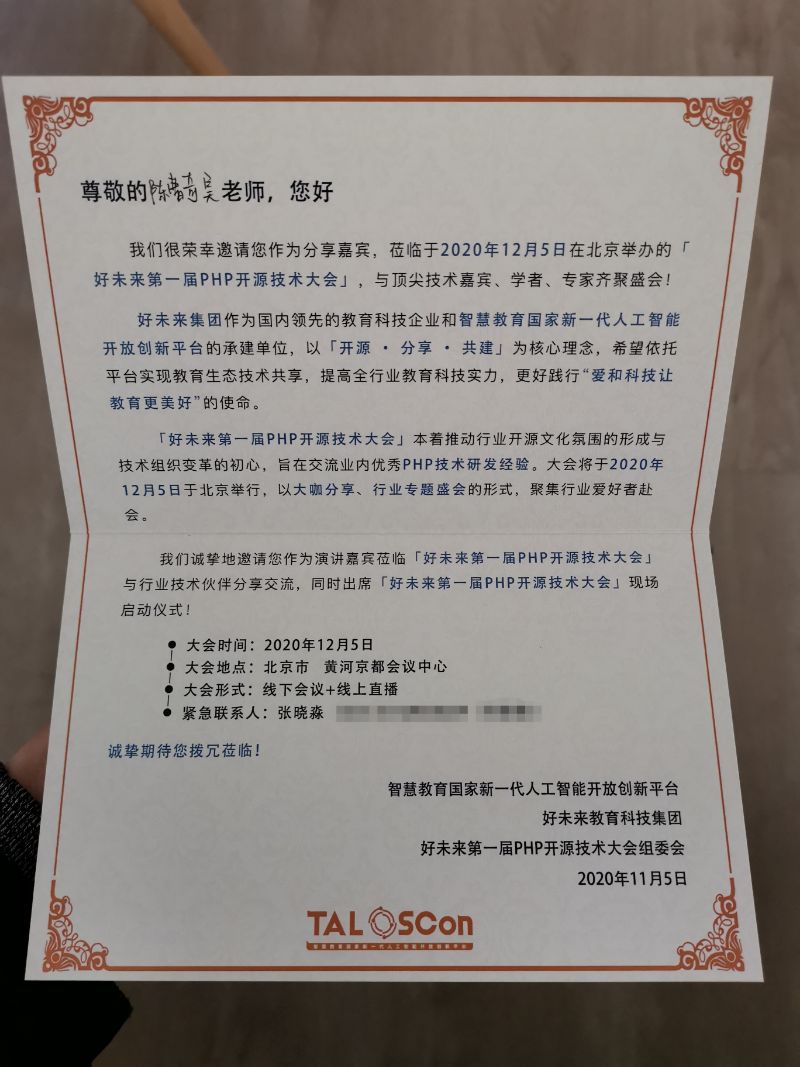 尊敬的陈曹奇昊老师，您好
我们很荣幸邀请您作为分享嘉宾，莅临于2020年12月5日在北京举办的「
好未来第一届PHP开源技术大会」，与顶尖技术嘉宾、学者、专家齐聚盛会！
好未来集团作为国内领先的教育科技企业和智慧教育国家新一代人工智能
开放创新平台的承建单位，以「开源 · 分享 · 共建」为核心理念，希望依托
平台实现教育生态技术共享，提高全行业教育科技实力，更好践行“爱和科技让
教育更美好”的使命。
「好未来第一届PHP开源技术大会」本着推动行业开源文化氛围的形成与
技术组织变革的初心，旨在交流业内优秀PHP技术研发经验。大会将于2020年
12月5日于北京举行，以大咖分享、行业专题盛会的形式，聚集行业爱好者赴
会。
我们诚挚地邀请您作为演讲嘉宾莅临「好未来第一届PHP开源技术大会」
与行业技术伙伴分享交流，同时出席「好未来第一届PHP开源技术大会」现场
启动仪式！
● 大会时间：2020年12月5日
● 大会地点：北京市 黄河京都会议中心
● 大会形式：线下会议+线上直播
● 紧急联系人：张晓淼
诚挚期待您拨冗莅临！
智慧教育国家新一代人工智能开放创新平台
好未来教育科技集团
好未来第一届PHP开源技术大会组委会
2020年11月5日
TAL OSCon
智慧教育国家新一代人工智能开放创新平台